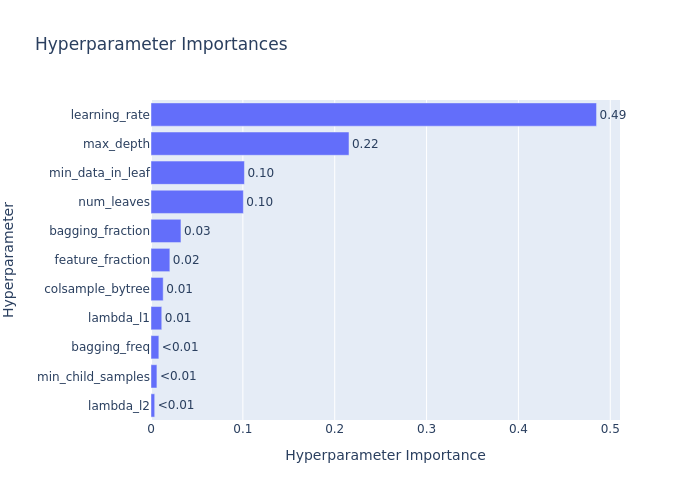 Hyperparameter Importances
Hyperparameter
learning_rate 0.49
max_depth 0.22
min_data_in_leaf 0.10
num_leaves 0.10
bagging_fraction 0.03
feature_fraction 0.02
colsample_bytree 0.01
lambda_l1 0.01
bagging_freq <0.01
min_child_samples <0.01
lambda_l2 <0.01
0 0.1 0.2 0.3 0.4 0.5
Hyperparameter Importance